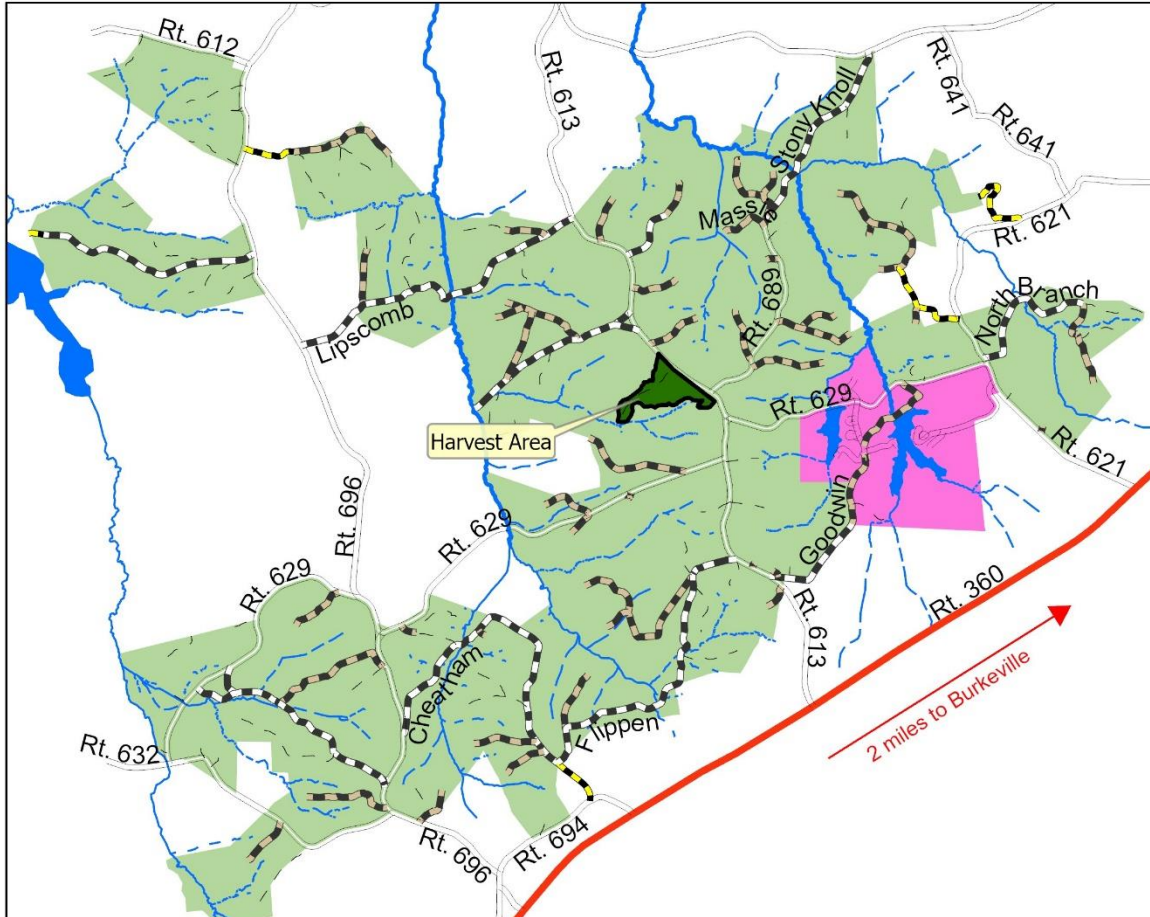 Rt. 612
Rt. 613
Rt. 641
Rt.641
Stony Knoll
Massie
Rt. 621
North Branch
Lipscomb
Rt. 689
Rt. 629
Harvest Area
Rt. 621
Rt. 696
Goodwin
Rt. 629
Rt. 629
Rt. 360
Rt. 613
2 miles to Burkeville
Cheatham
Flippen
Rt. 632
Rt. 694
Rt. 696